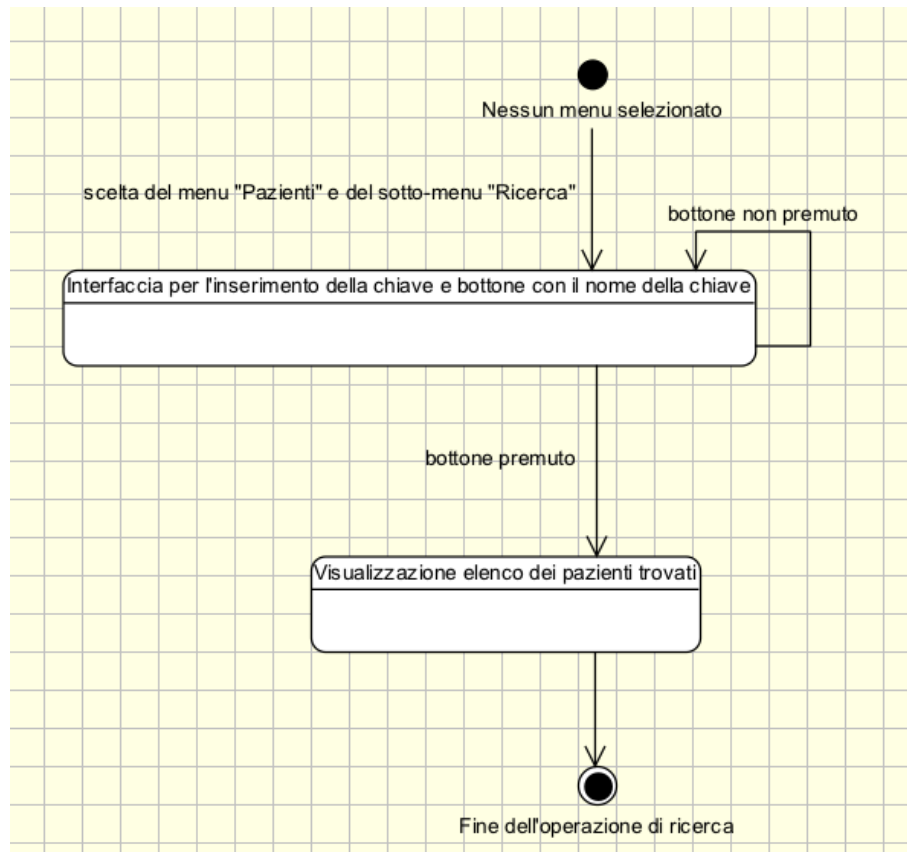 Nessun menu selezionato
scelta del menu "Pazienti" e del sotto-menu "Ricerca"
bottone non premuto
Interfaccia per l'inserimento della chiave e bottone con il nome della chiave
bottone premuto
Visualizzazione elenco dei pazienti trovati
Fine dell'operazione di ricerca